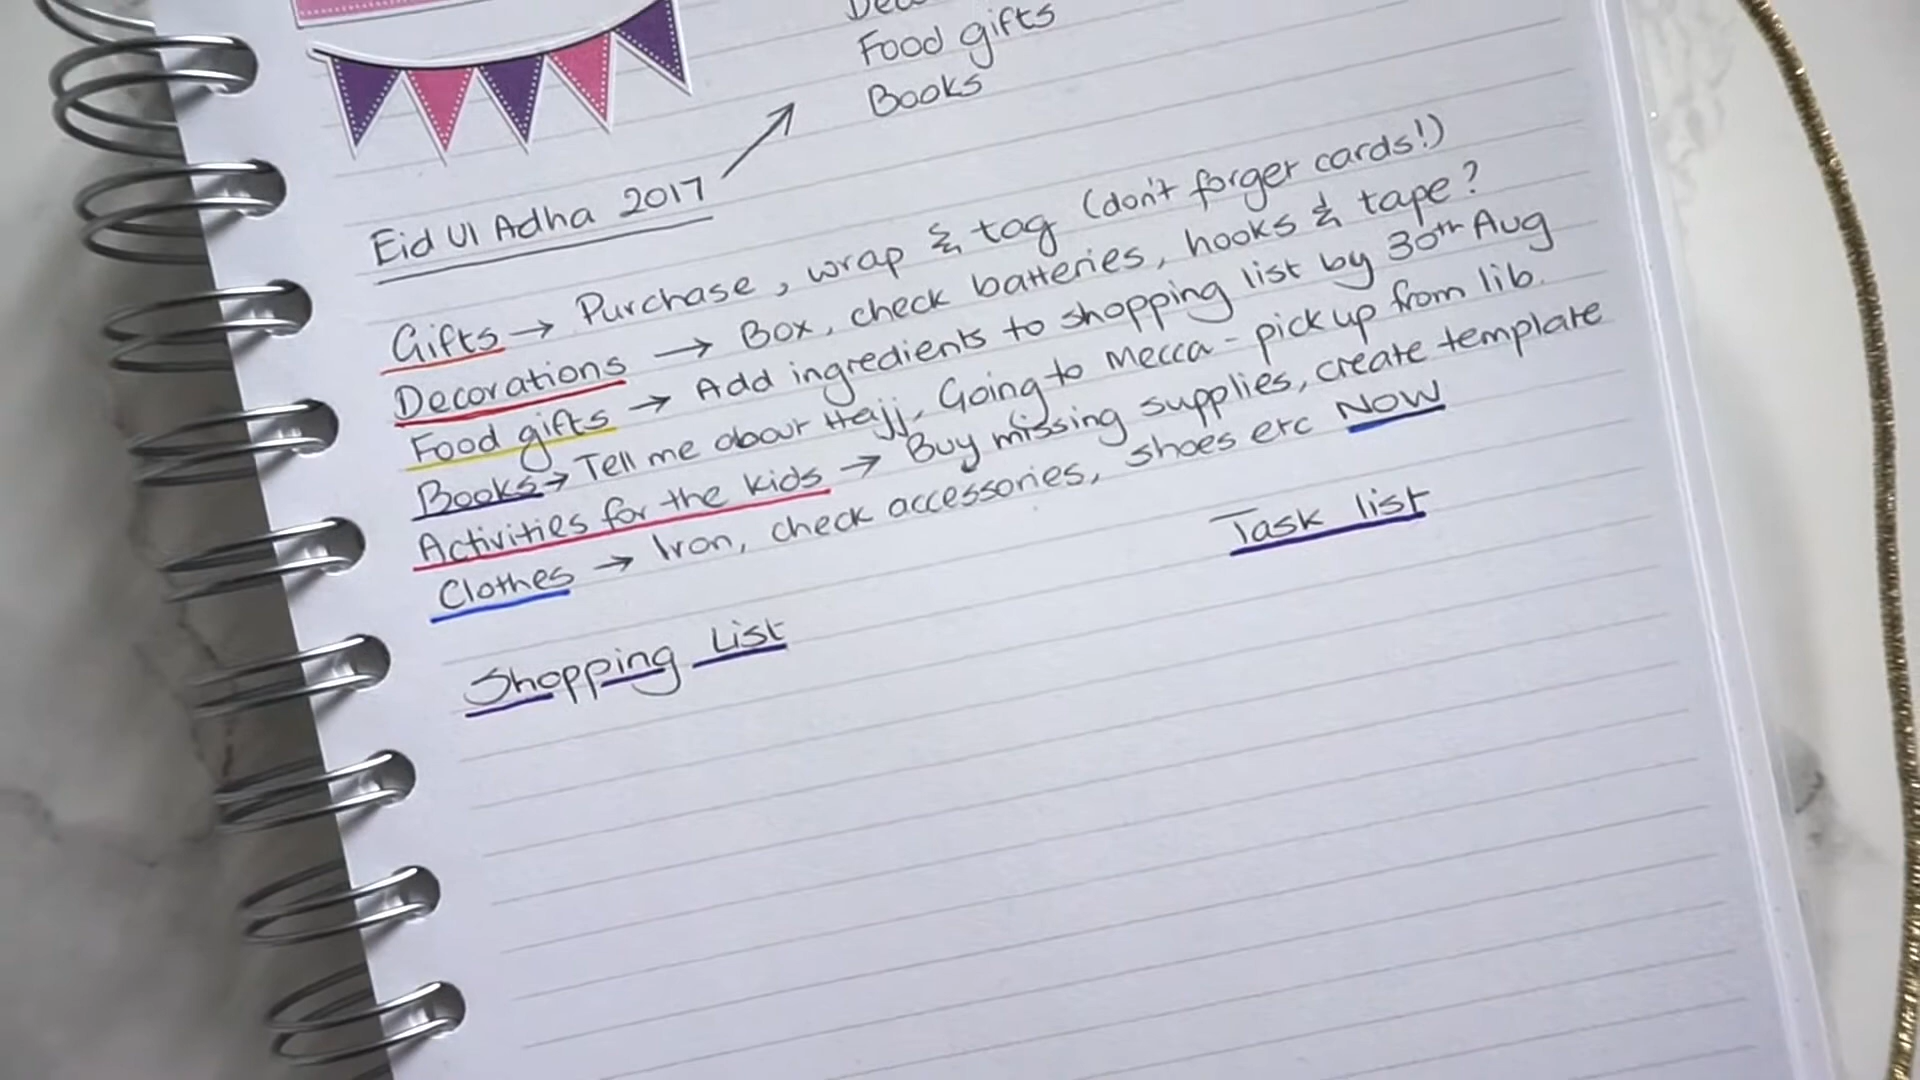 Food gifts
Books
Eid Ul Adha 2017
Gifts → Purchase, wrap & tag (don't forger cards!)
Decorations → Box, check batteries, hooks & tape?
Food gifts → Add ingredients to shopping list by 30th Aug
Books → Tell me about Hajj, Going to Mecca - pick up from lib.
Activities for the kids → Buy missing supplies, create template
Clothes → Iron, check accessories, shoes etc NOW
Task list
Shopping List